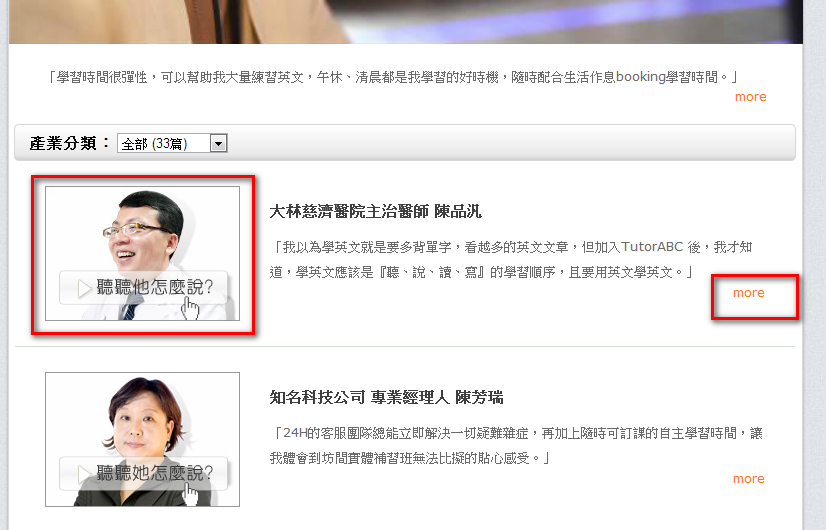 「學習時間很彈性，可以幫助我大量練習英文，午休、清晨都是我學習的好時機，隨時配合生活作息booking學習時間。」
more
產業分類： 全部 (33篇)
大林慈濟醫院主治醫師 陳品汎
「我以為學英文就是要多背單字，看越多的英文文章，但加入TutorABC 後，我才知
道，學英文應該是『聽、說、讀、寫』的學習順序，且要用英文學英文。」
聽聽他怎麼說?
more
知名科技公司 專業經理人 陳芳瑞
「24H的客服團隊總能立即解決一切疑難雜症，再加上隨時可訂課的自主學習時間，讓
我體會到坊間實體補習班無法比擬的貼心感受。」
聽聽她怎麼說?
more